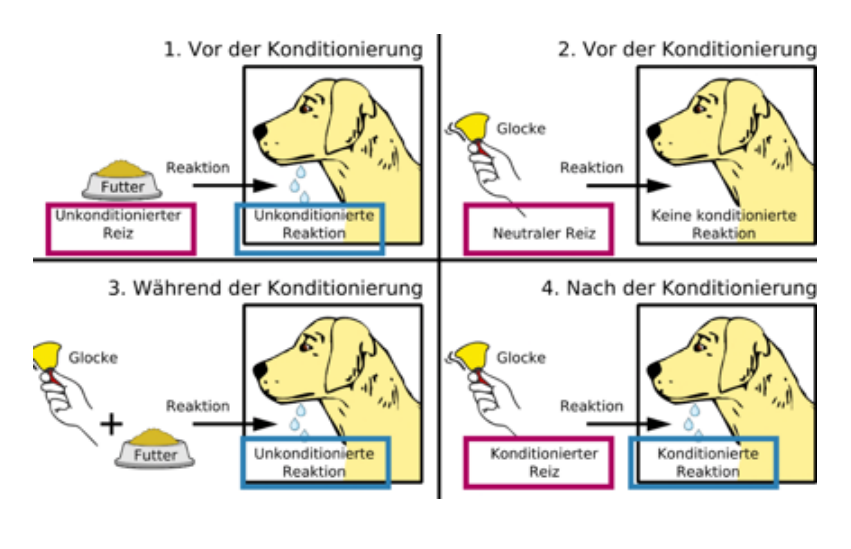 1. Vor der Konditionierung
Reaktion
Futter
Unkonditionierter
Reiz
Unkonditionierte
Reaktion
2. Vor der Konditionierung
Glocke
Reaktion
Neutraler Reiz
Keine konditionierte
Reaktion
3. Während der Konditionierung
Glocke
Reaktion
Futter
Unkonditionierte
Reaktion
4. Nach der Konditionierung
Glocke
Reaktion
Konditionierter
Reiz
Konditionierte
Reaktion